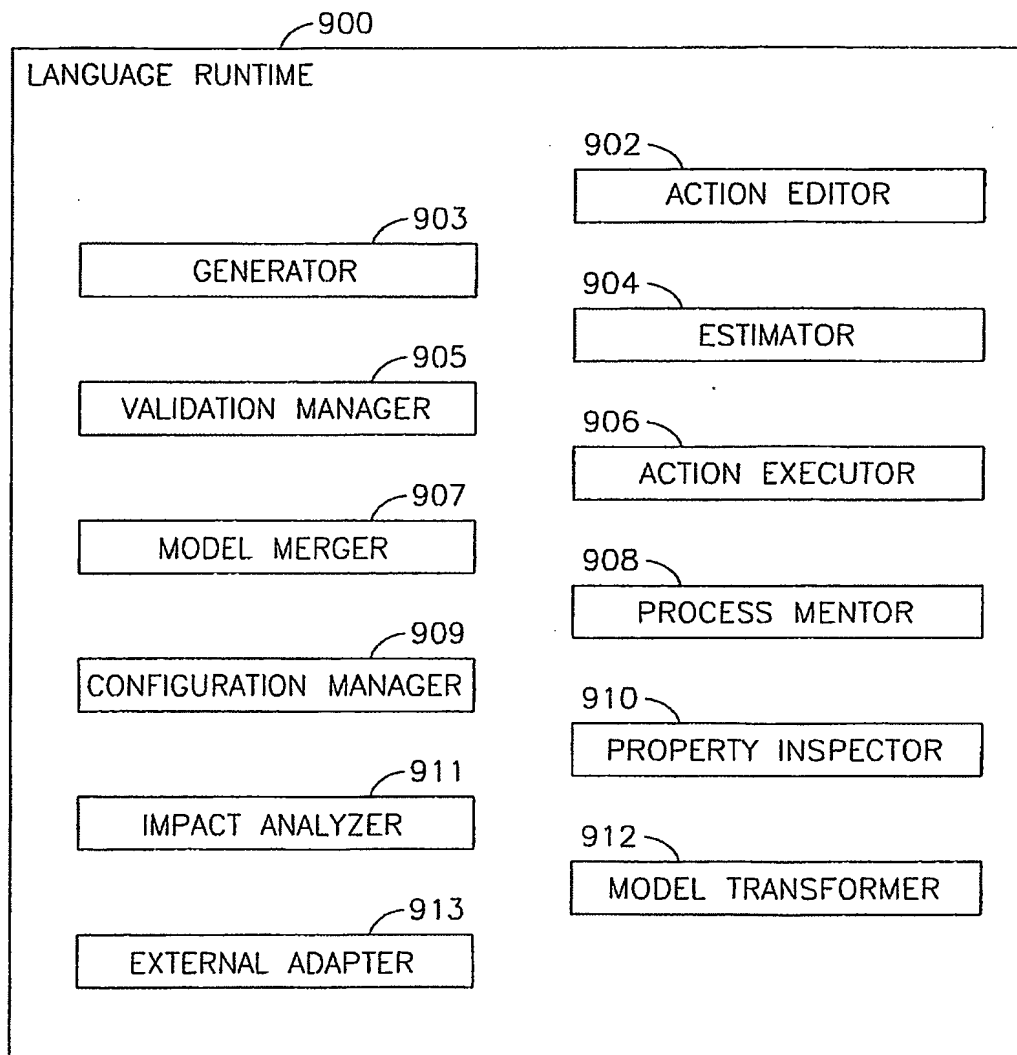 900
LANGUAGE RUNTIME
902
ACTION EDITOR
903
GENERATOR
904
ESTIMATOR
905
VALIDATION MANAGER
906
ACTION EXECUTOR
907
MODEL MERGER
908
PROCESS MENTOR
909
CONFIGURATION MANAGER
910
PROPERTY INSPECTOR
911
IMPACT ANALYZER
912
MODEL TRANSFORMER
913
EXTERNAL ADAPTER